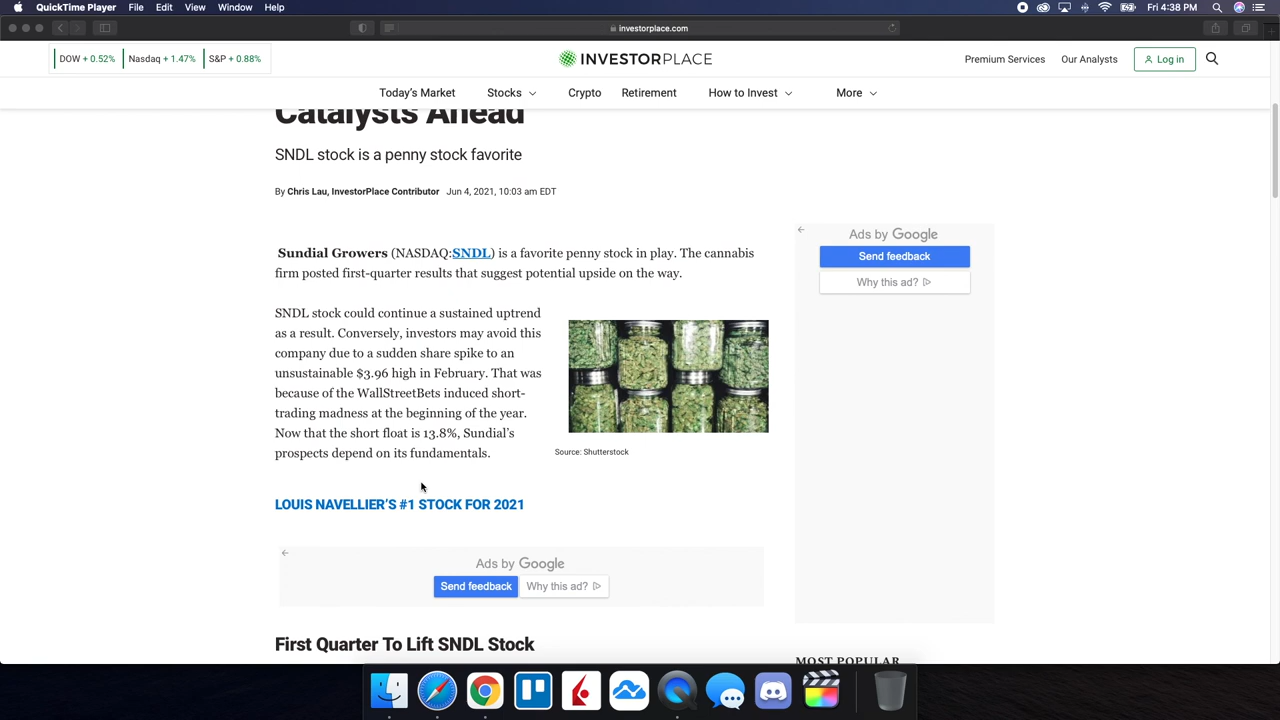 QuickTime Player File Edit View Window Help
Fri 4:38 PM
investorplace.com
DOW + 0.52% Nasdaq + 1.47% S&P + 0.88%
INVESTORPLACE
Premium Services Our Analysts Log in
Today's Market Stocks Crypto Retirement How to Invest More
Catalysts Ahead
SNDL stock is a penny stock favorite
By Chris Lau, InvestorPlace Contributor Jun 4, 2021, 10:03 am EDT
Sundial Growers (NASDAQ:SNDL) is a favorite penny stock in play. The cannabis
firm posted first-quarter results that suggest potential upside on the way.
SNDL stock could continue a sustained uptrend
as a result. Conversely, investors may avoid this
company due to a sudden share spike to an
unsustainable $3.96 high in February. That was
because of the WallStreetBets induced short-
trading madness at the beginning of the year.
Now that the short float is 13.8%, Sundial's
prospects depend on its fundamentals.
Source: Shutterstock
LOUIS NAVELLIER'S #1 STOCK FOR 2021
Ads by Google
Send feedback Why this ad?
First Quarter To Lift SNDL Stock
Ads by Google
Send feedback
Why this ad?
MOST POPULAR